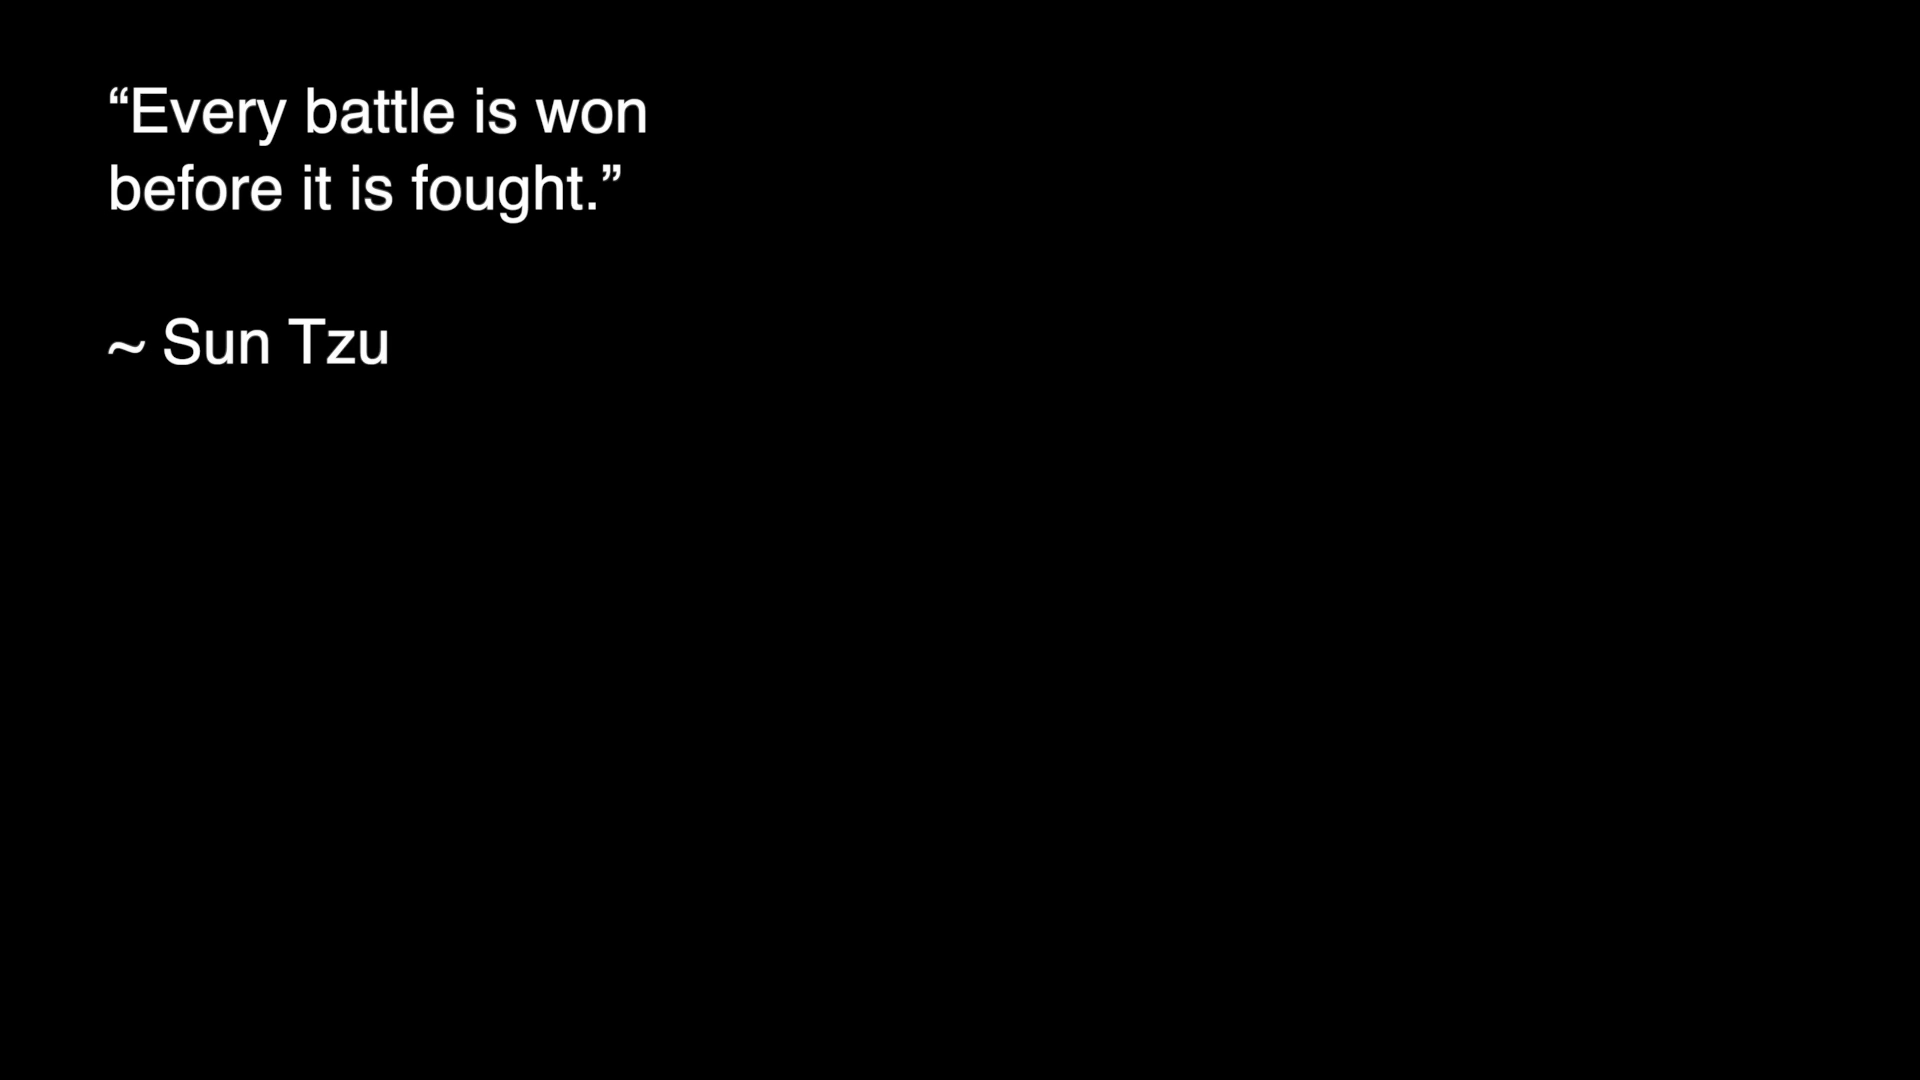 “Every battle is won
before it is fought.”
~ Sun Tzu